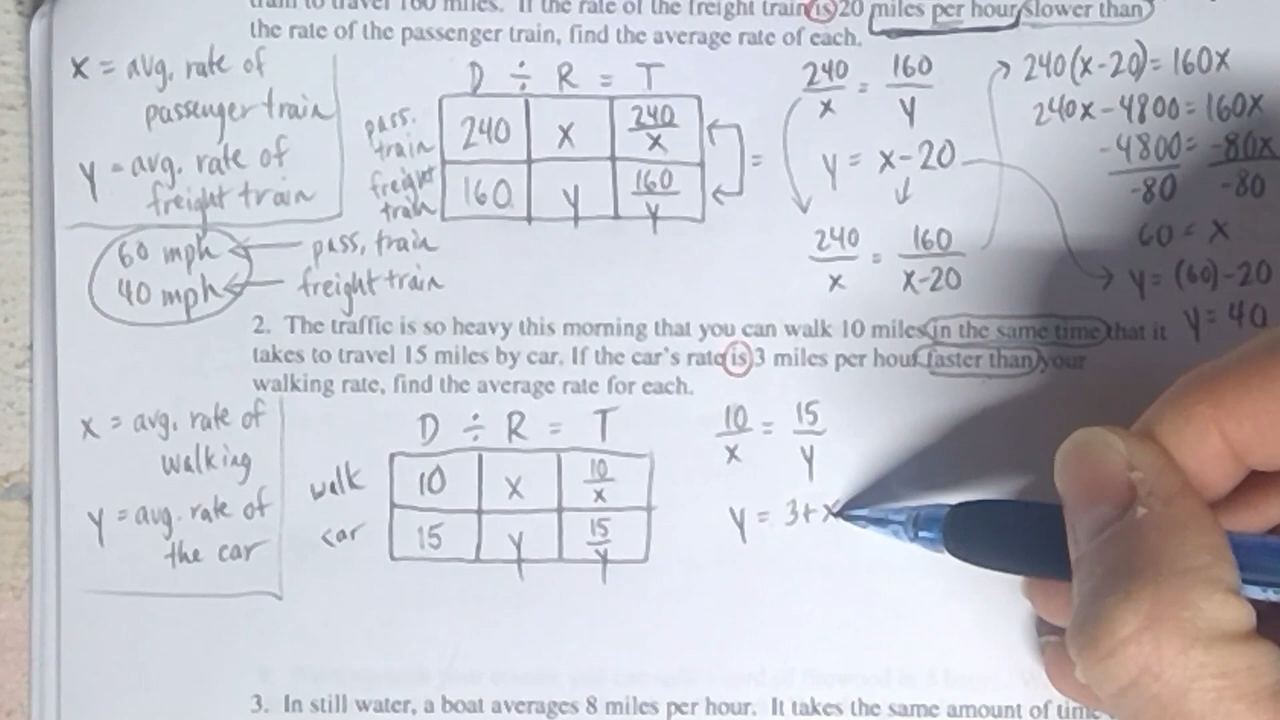 train to travel 160 miles. If the rate of the freight train is 20 miles per hour slower than
the rate of the passenger train, find the average rate of each.
x = avg. rate of
passenger train
y = avg. rate of
freight train
D ÷ R = T
pass. train 240 x 240/x
freight train 160 y 160/y
=
60 mph ← pass. train
40 mph ← freight train
240/x = 160/y
y = x-20
240/x = 160/x-20
240(x-20) = 160x
240x - 4800 = 160x
-4800 = -80x
-80 -80
60 = x
y = (60)-20
y = 40
2. The traffic is so heavy this morning that you can walk 10 miles in the same time that it
takes to travel 15 miles by car. If the car's rate is 3 miles per hour faster than your
walking rate, find the average rate for each.
x = avg. rate of
walking
y = avg. rate of
the car
D ÷ R = T
walk 10 x 10/x
car 15 y 15/y
10/x = 15/y
y = 3+x
3. In still water, a boat averages 8 miles per hour. It takes the same amount of time